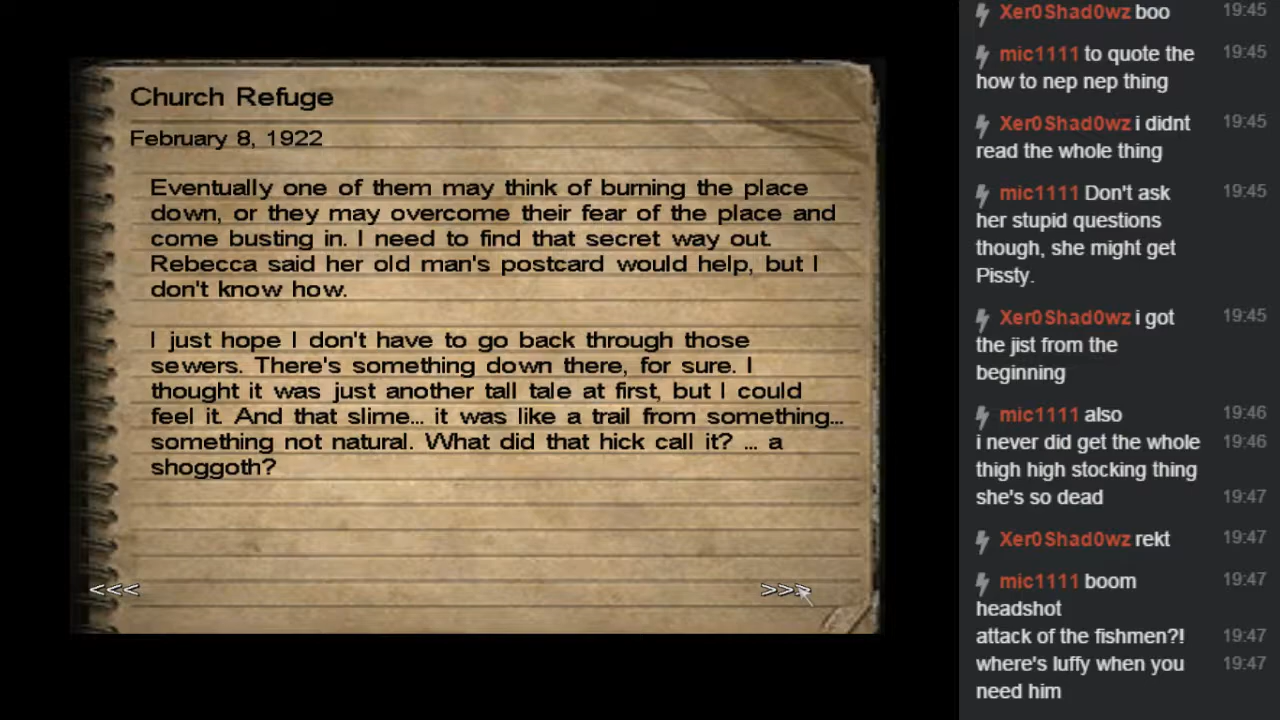 Church Refuge
February 8, 1922
Eventually one of them may think of burning the place
down, or they may overcome their fear of the place and
come busting in. I need to find that secret way out.
Rebecca said her old man's postcard would help, but I
don't know how.
I just hope I don't have to go back through those
sewers. There's something down there, for sure. I
thought it was just another tall tale at first, but I could
feel it. And that slime... it was like a trail from something...
something not natural. What did that hick call it? ... a
shoggoth?
<<<
>>>
Xer0Shad0wz boo 19:45
mic1111 to quote the 19:45
how to nep nep thing
Xer0Shad0wz i didnt 19:45
read the whole thing
mic1111 Don't ask 19:45
her stupid questions
though, she might get
Pissty.
Xer0Shad0wz i got 19:45
the jist from the
beginning
mic1111 also 19:46
i never did get the whole 19:46
thigh high stocking thing
she's so dead 19:47
Xer0Shad0wz rekt 19:47
mic1111 boom 19:47
headshot
attack of the fishmen?! 19:47
where's luffy when you 19:47
need him